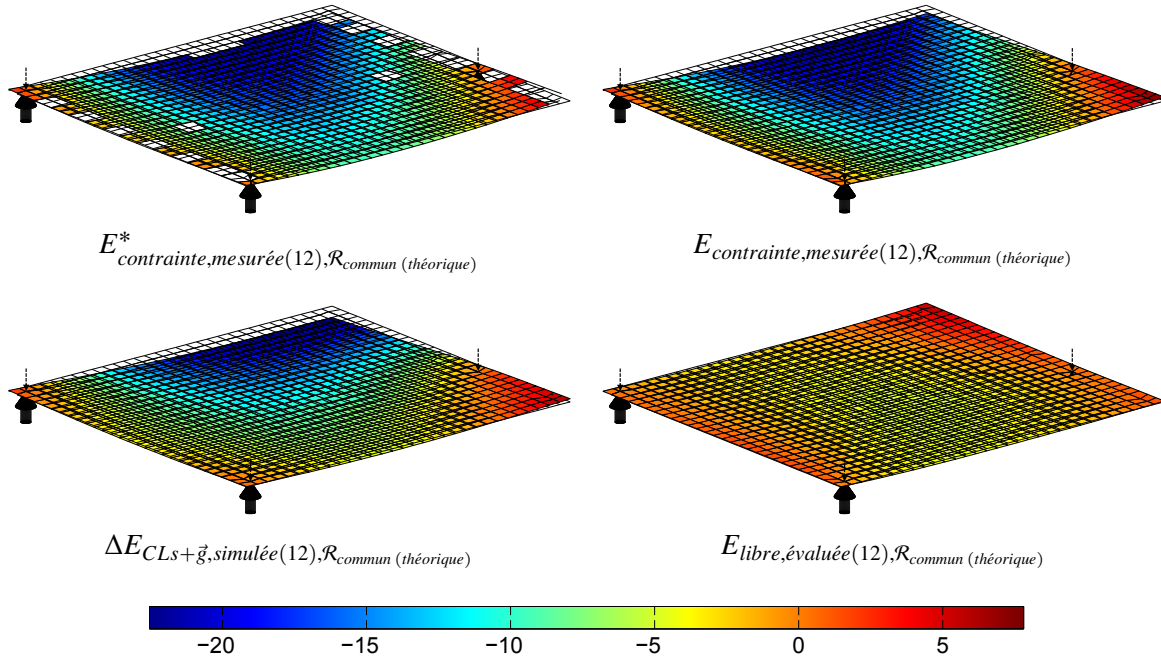 E*contrainte,mesurée(12),Rcommun (théorique)
Econtrainte,mesurée(12),Rcommun (théorique)
ΔECLs+g⃗,simulée(12),Rcommun (théorique)
Elibre,évaluée(12),Rcommun (théorique)
−20 −15 −10 −5 0 5